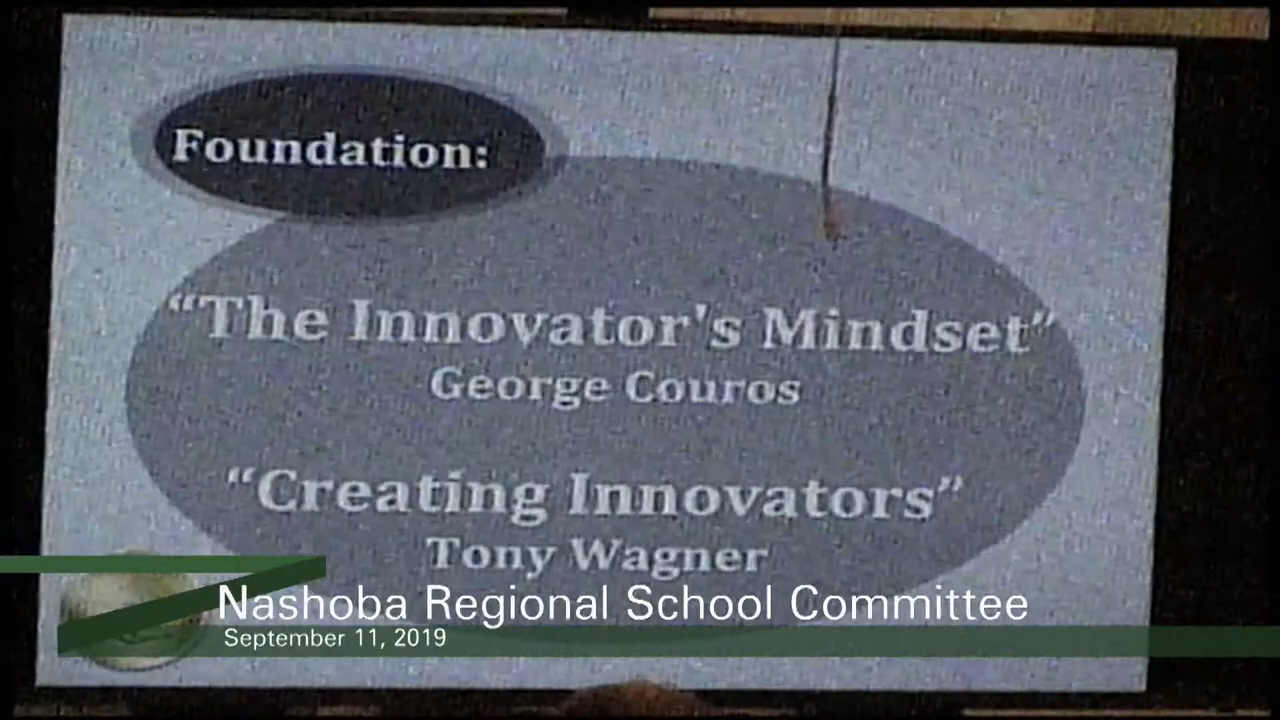 Foundation:
“The Innovator's Mindset”
George Couros
“Creating Innovators”
Tony Wagner
Nashoba Regional School Committee
September 11, 2019